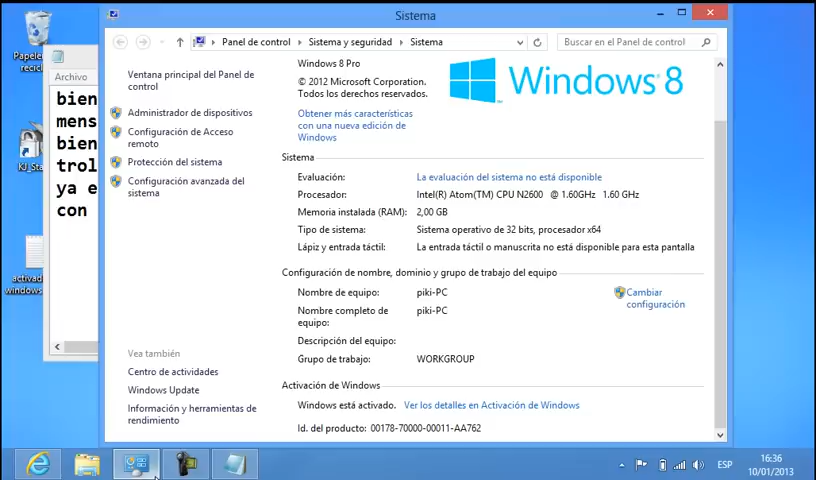 Sistema
Panel de control
Sistema y seguridad
Sistema
Buscar en el Panel de control
Archivo
bien
mens
bien
trol
ya e
con
activad
windows
Ventana principal del Panel de
control
Administrador de dispositivos
Configuración de Acceso
remoto
Protección del sistema
Configuración avanzada del
sistema
Vea también
Centro de actividades
Windows Update
Información y herramientas de
rendimiento
Windows 8 Pro
© 2012 Microsoft Corporation.
Todos los derechos reservados.
Obtener más características
con una nueva edición de
Windows
Windows 8
Sistema
Evaluación: La evaluación del sistema no está disponible
Procesador: Intel(R) Atom(TM) CPU N2600 @ 1.60GHz 1.60 GHz
Memoria instalada (RAM): 2,00 GB
Tipo de sistema: Sistema operativo de 32 bits, procesador x64
Lápiz y entrada táctil: La entrada táctil o manuscrita no está disponible para esta pantalla
Configuración de nombre, dominio y grupo de trabajo del equipo
Nombre de equipo: piki-PC
Cambiar
configuración
Nombre completo de
equipo: piki-PC
Descripción del equipo:
Grupo de trabajo: WORKGROUP
Activación de Windows
Windows está activado. Ver los detalles en Activación de Windows
Id. del producto: 00178-70000-00011-AA762
ESP
16:36
10/01/2013